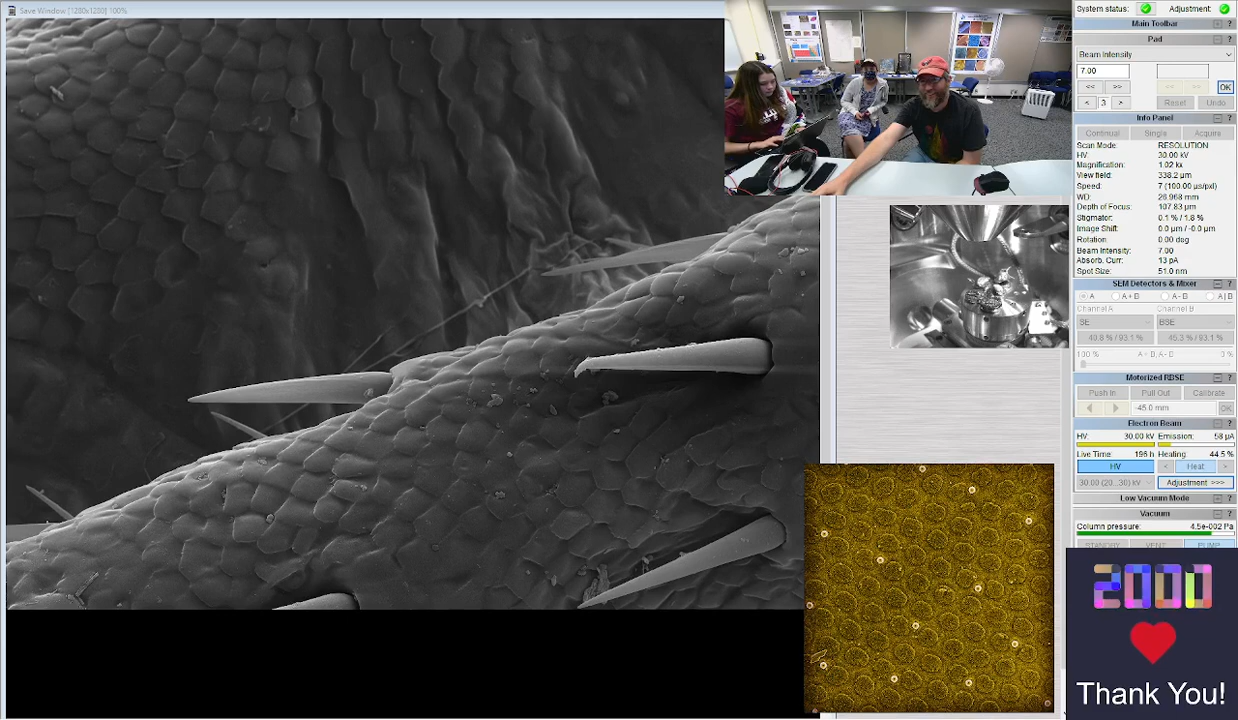 Save Window [1280x1280] 100%
System status: Adjustment:
Main Toolbar
Pad
Beam Intensity
7.00
<< >> << >> OK
< 3 > Reset Undo
Info Panel
Continual Single Acquire
Scan Mode: RESOLUTION
HV: 30.00 kV
Magnification: 1.02 kx
View field: 338.2 µm
Speed: 7 (100.00 µs/pxl)
WD: 26.968 mm
Depth of Focus: 107.83 µm
Stigmator: 0.1 % / 1.8 %
Image Shift: 0.0 µm / -0.0 µm
Rotation: 0.00 deg
Beam Intensity: 7.00
Absorb. Curr: 13 pA
Spot Size: 51.0 nm
SEM Detectors & Mixer
A A+B A-B A|B
Channel A Channel B
SE BSE
40.8 % / 93.1 % 45.3 % / 93.1 %
100 % A+B, A-B 0 %
Motorized RBSE
Push In Pull Out Calibrate
-45.0 mm OK
Electron Beam
HV: 30.00 kV Emission: 58 µA
Live Time: 196 h Heating: 44.5 %
HV < Heat >
30.00 (20...30) kV Adjustment >>>
Low Vacuum Mode
Vacuum
Column pressure: 4.5e-002 Pa
STANDBY VENT PUMP
2000
Thank You!